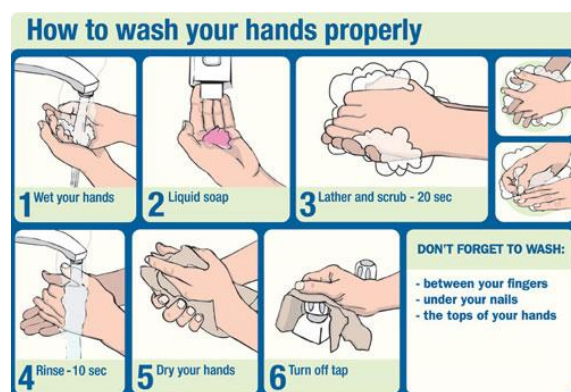 How to wash your hands properly
1 Wet your hands
2 Liquid soap
3 Lather and scrub - 20 sec
4 Rinse - 10 sec
5 Dry your hands
6 Turn off tap
DON'T FORGET TO WASH:
- between your fingers
- under your nails
- the tops of your hands